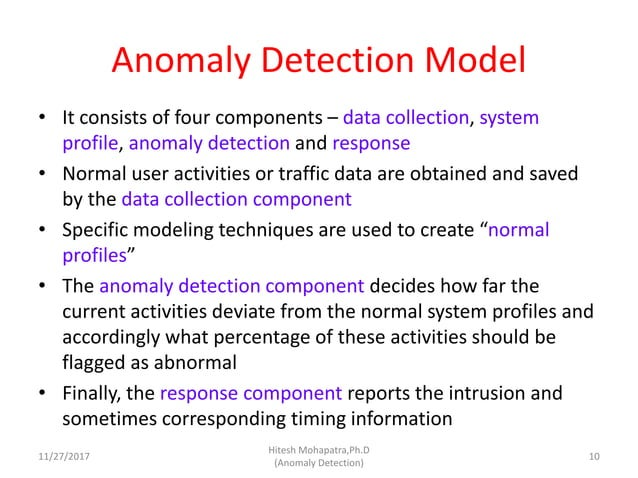 Anomaly Detection Model
• It consists of four components – data collection, system
profile, anomaly detection and response
• Normal user activities or traffic data are obtained and saved
by the data collection component
• Specific modeling techniques are used to create “normal
profiles”
• The anomaly detection component decides how far the
current activities deviate from the normal system profiles and
accordingly what percentage of these activities should be
flagged as abnormal
• Finally, the response component reports the intrusion and
sometimes corresponding timing information
11/27/2017
Hitesh Mohapatra,Ph.D
(Anomaly Detection)
10